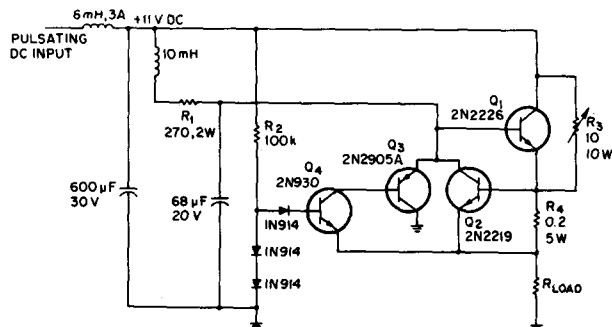 6mH,3A
+11V DC
PULSATING
DC INPUT
10mH
R1
270,2W
R2
100k
Q1
2N2226
R3
10
10W
Q3
2N2905A
Q4
2N930
600μF
30V
68μF
20V
1N914
Q2
2N2219
R4
0.2
5W
1N914
1N914
RLOAD